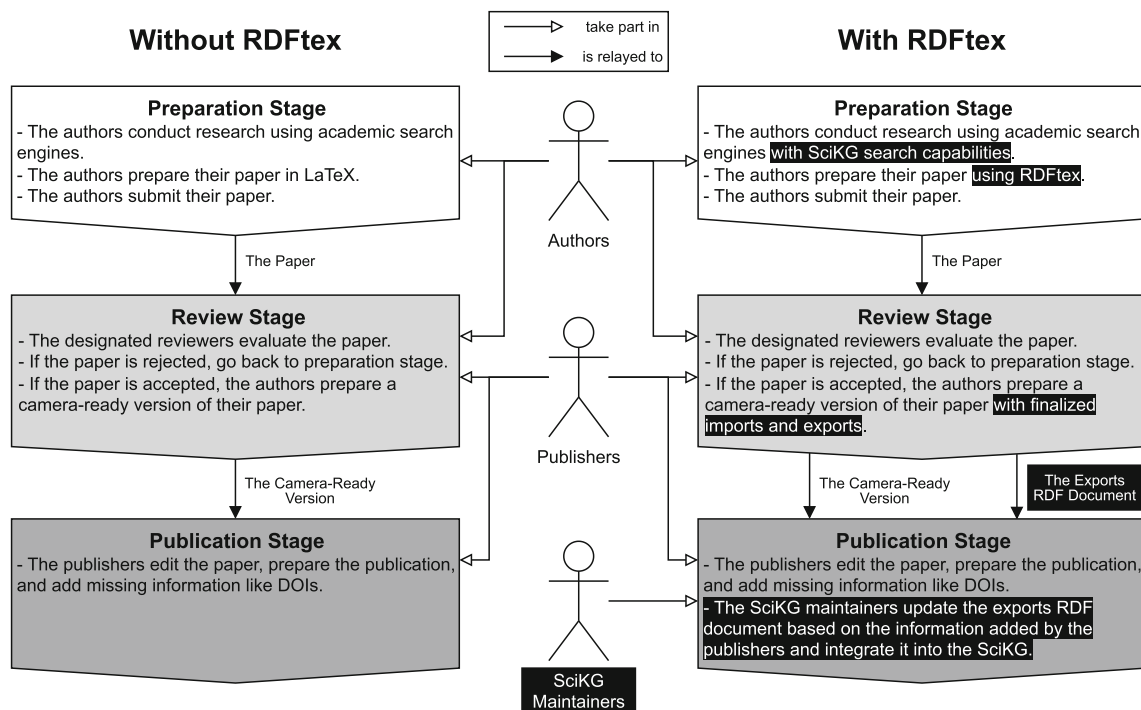 Without RDFtex
take part in
is relayed to
With RDFtex
Preparation Stage
- The authors conduct research using academic search
engines.
- The authors prepare their paper in LaTeX.
- The authors submit their paper.
The Paper
Review Stage
- The designated reviewers evaluate the paper.
- If the paper is rejected, go back to preparation stage.
- If the paper is accepted, the authors prepare a
camera-ready version of their paper.
The Camera-Ready
Version
Publication Stage
- The publishers edit the paper, prepare the publication,
and add missing information like DOIs.
Authors
Publishers
SciKG
Maintainers
Preparation Stage
- The authors conduct research using academic search
engines with SciKG search capabilities.
- The authors prepare their paper using RDFtex.
- The authors submit their paper.
The Paper
Review Stage
- The designated reviewers evaluate the paper.
- If the paper is rejected, go back to preparation stage.
- If the paper is accepted, the authors prepare a
camera-ready version of their paper with finalized
imports and exports.
The Camera-Ready
Version
The Exports
RDF Document
Publication Stage
- The publishers edit the paper, prepare the publication,
and add missing information like DOIs.
- The SciKG maintainers update the exports RDF
document based on the information added by the
publishers and integrate it into the SciKG.